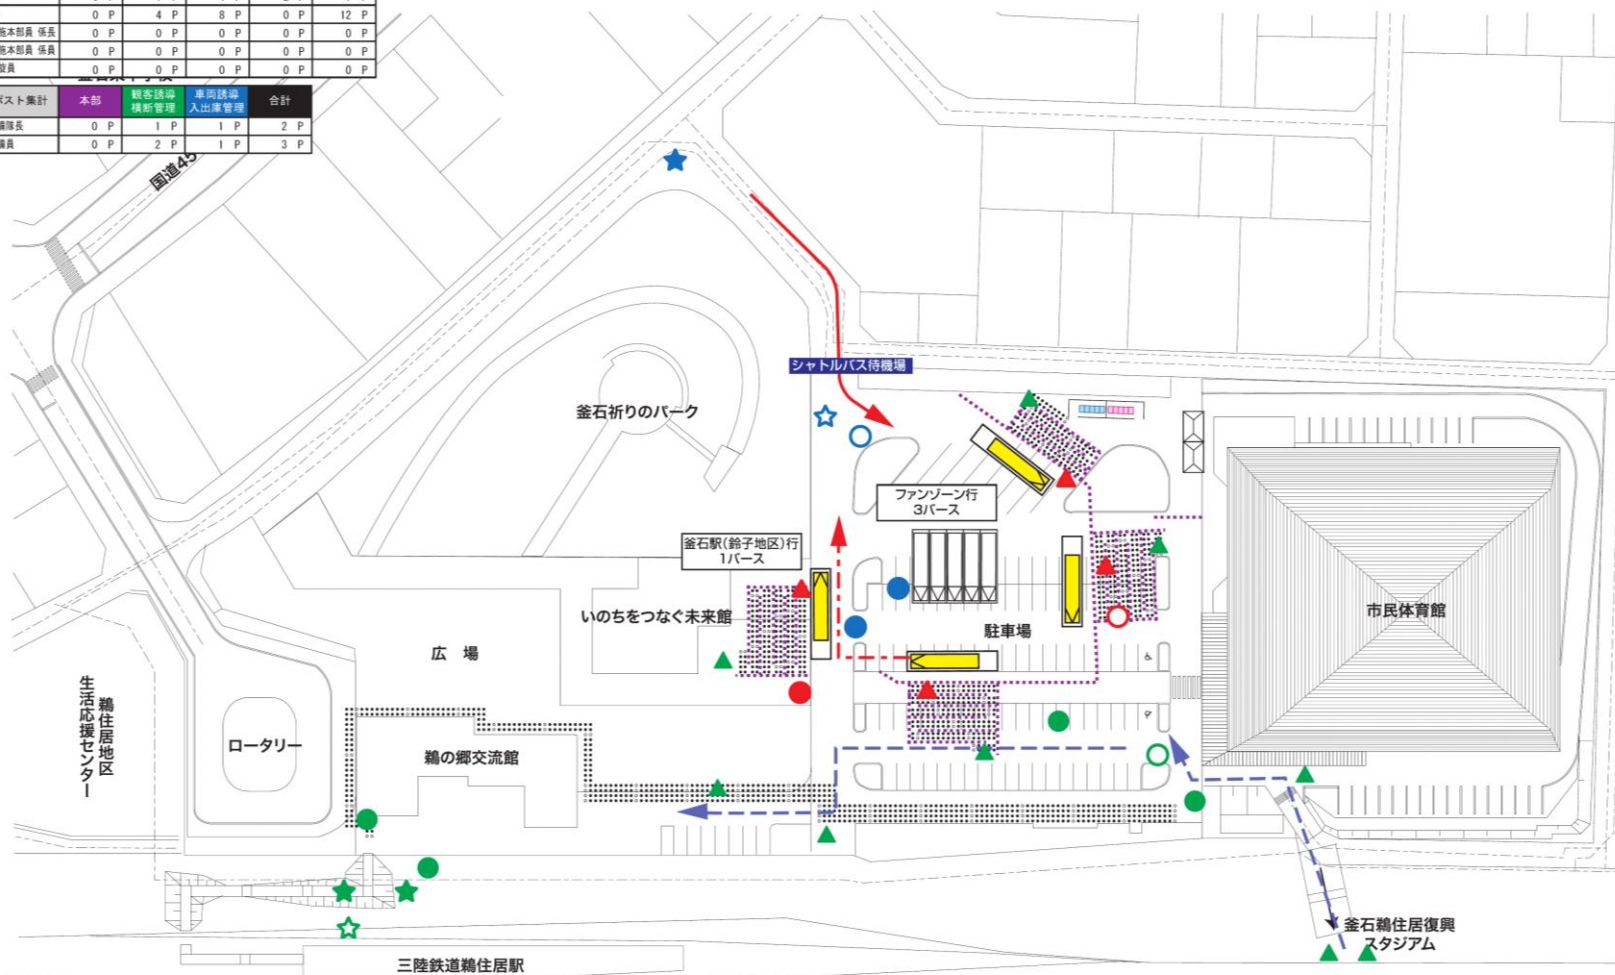 0 P 4 P 8 P 0 P 12 P
施本部員 係長 0 P 0 P 0 P 0 P 0 P
施本部員 係員 0 P 0 P 0 P 0 P 0 P
0 P 0 P 0 P 0 P 0 P
ポスト集計 本部 観客誘導 横断管理 車両誘導 入出庫管理 合計
備隊長 0 P 1 P 1 P 2 P
備員 0 P 2 P 1 P 3 P
国道45
シャトルバス待機場
釜石祈りのパーク
ファンゾーン行
3バース
釜石駅(鈴子地区)行
1バース
いのちをつなぐ未来館
駐車場
市民体育館
広 場
鵜住居地区
生活応援センター
ロータリー
鵜の郷交流館
釜石鵜住居復興
スタジアム
三陸鉄道鵜住居駅